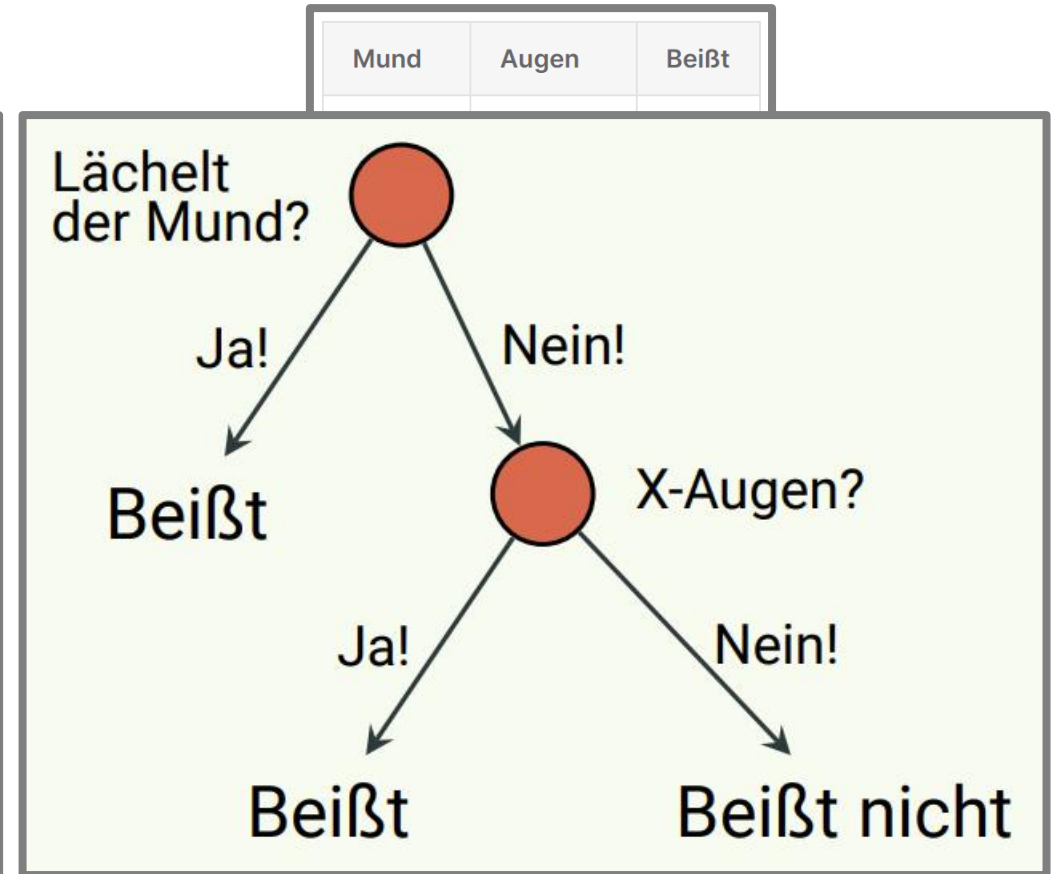 Mund Augen Beißt
Lächelt
der Mund?
Ja! Nein!
Beißt
X-Augen?
Ja! Nein!
Beißt Beißt nicht